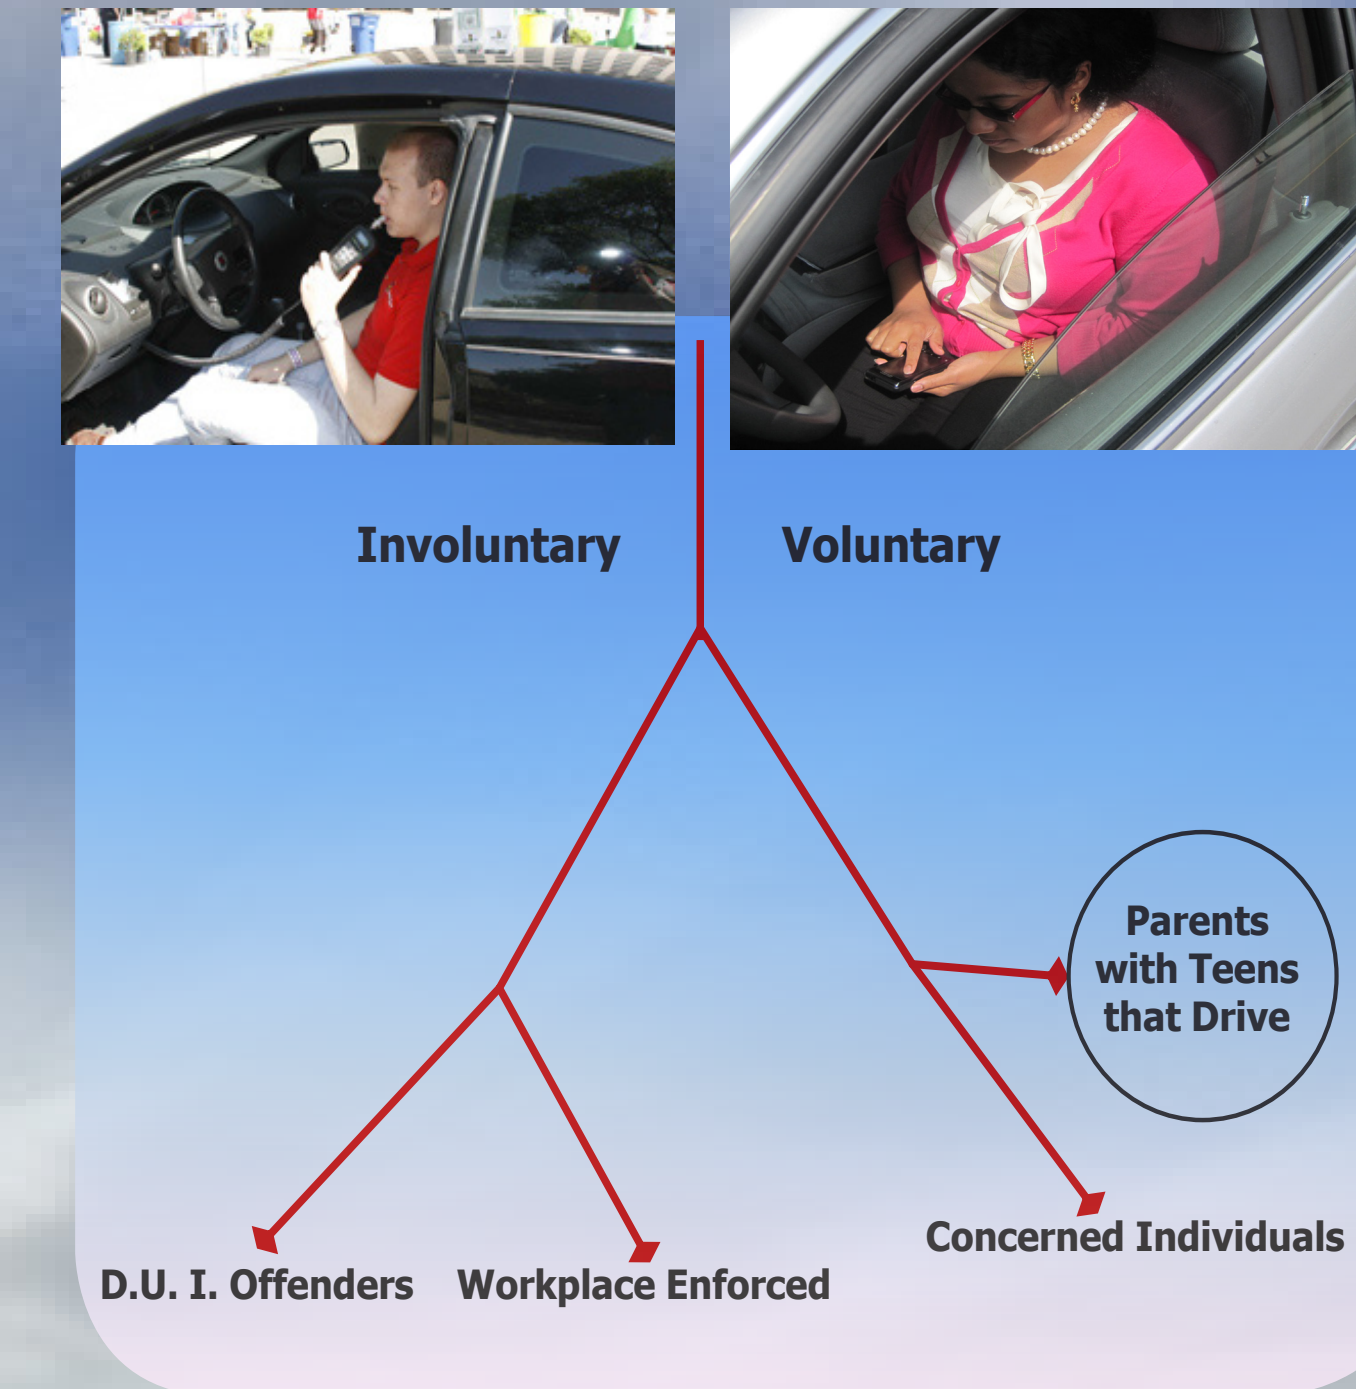 Involuntary
Voluntary
Parents
with Teens
that Drive
Concerned Individuals
D.U. I. Offenders
Workplace Enforced